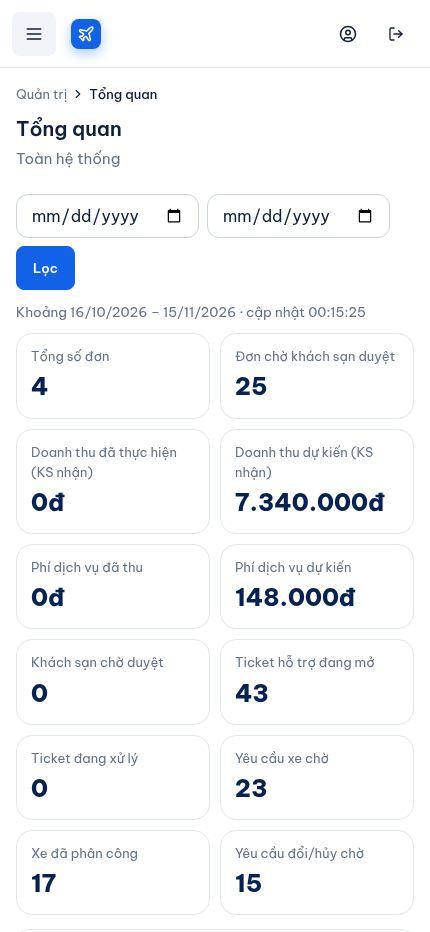 Quản trị > Tổng quan
Tổng quan
Toàn hệ thống
mm/dd/yyyy mm/dd/yyyy
Lọc
Khoảng 16/10/2026 – 15/11/2026 · cập nhật 00:15:25
Tổng số đơn
4
Đơn chờ khách sạn duyệt
25
Doanh thu đã thực hiện
(KS nhận)
0đ
Doanh thu dự kiến (KS
nhận)
7.340.000đ
Phí dịch vụ đã thu
0đ
Phí dịch vụ dự kiến
148.000đ
Khách sạn chờ duyệt
0
Ticket hỗ trợ đang mở
43
Ticket đang xử lý
0
Yêu cầu xe chờ
23
Xe đã phân công
17
Yêu cầu đổi/hủy chờ
15